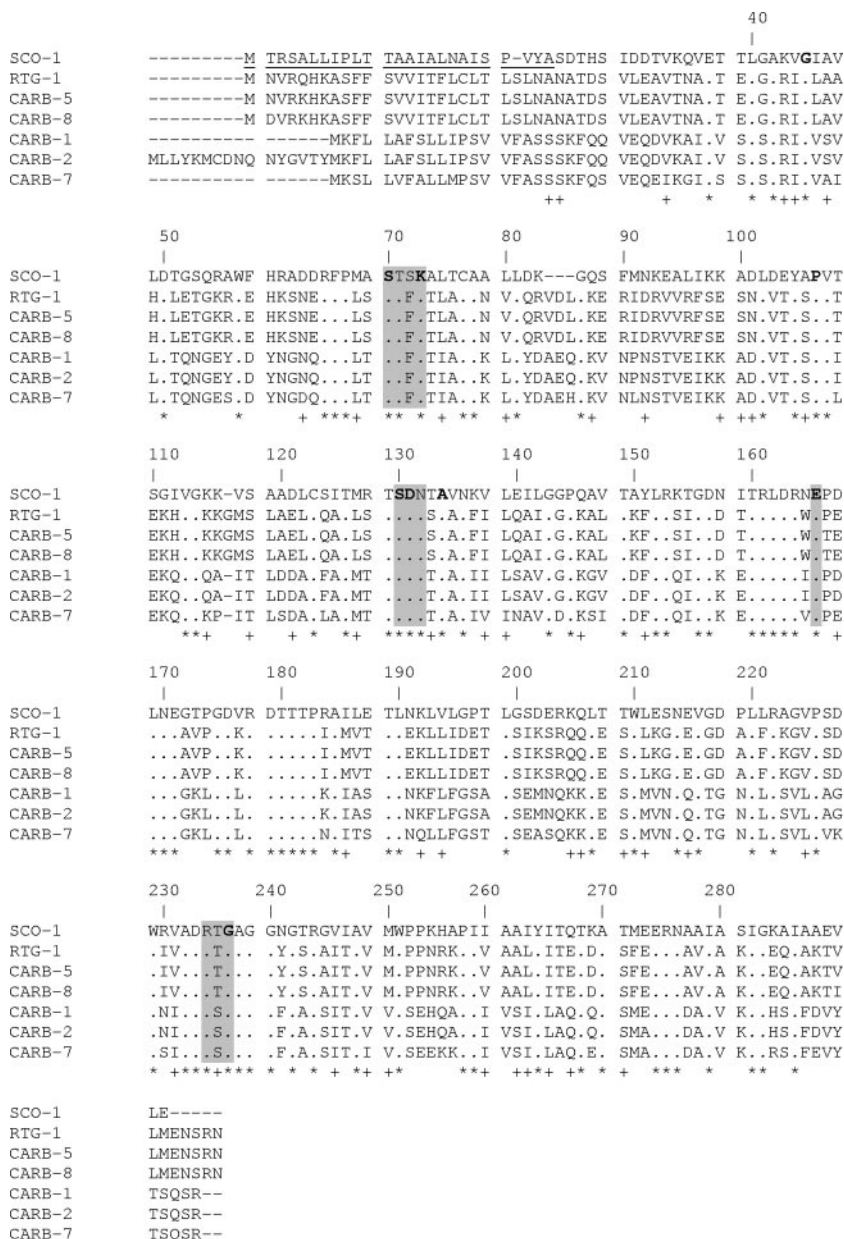 40
|
SCO-1 ---------M TRSALLIPLT TAAIALNAIS P-VYASDTHS IDDTVKQVET TLGAKVGIAV
RTG-1 ---------M NVRQHKASFF SVVITFLCLT LSLNANATDS VLEAVTNA.T E.G.RI.LAA
CARB-5 ---------M NVRKHKASFF SVVITFLCLT LSLNANATDS VLEAVTNA.T E.G.RI.LAV
CARB-8 ---------M DVRKHKASFF SVVITFLCLT LSLNANATDS VLEAVTNA.T E.G.RI.LAV
CARB-1 ---------- ------MKFL LAFSLLIPSV VFASSSKFQQ VEQDVKAI.V S.S.RI.VSV
CARB-2 MLLYKMCDNQ NYGVTYMKFL LAFSLLIPSV VFASSSKFQQ VEQDVKAI.V S.S.RI.VSV
CARB-7 ---------- ------MKSL LVFALLMPSV VFASSSKFQS VEQEIKGI.S S.S.RI.VAI
++ + * * *++* *
50 60 70 80 90 100
| | | | | |
SCO-1 LDTGSQRAWF HRADDRFPMA STSKALTCAA LLDK---GQS FMNKEALIKK ADLDEYAPVT
RTG-1 H.LETGKR.E HKSNE...LS ..F.TLA..N V.QRVDL.KE RIDRVVRFSE SN.VT.S..T
CARB-5 H.LETGKR.E HKSNE...LS ..F.TLA..N V.QRVDL.KE RIDRVVRFSE SN.VT.S..T
CARB-8 H.LETGKR.E HKSNE...LS ..F.TLA..N V.QRVDL.KE RIDRVVRFSE SN.VT.S..T
CARB-1 L.TQNGEY.D YNGNQ...LT ..F.TIA..K L.YDAEQ.KV NPNSTVEIKK AD.VT.S..I
CARB-2 L.TQNGEY.D YNGNQ...LT ..F.TIA..K L.YDAEQ.KV NPNSTVEIKK AD.VT.S..I
CARB-7 L.TQNGES.D YNGDQ...LT ..F.TIA..K L.YDAEH.KV NLNSTVEIKK AD.VT.S..L
* * + ***+ ** * + ** *+ *+ + + ++* *+**
110 120 130 140 150 160
| | | | | |
SCO-1 SGIVGKK-VS AADLCSITMR TSDNTAVNKV LEILGGPQAV TAYLRKTGDN ITRLDRNEPD
RTG-1 EKH..KKGMS LAEL.QA.LS ....S.A.FI LQAI.G.KAL .KF..SI..D T.....W.PE
CARB-5 EKH..KKGMS LAEL.QA.LS ....S.A.FI LQAI.G.KAL .KF..SI..D T.....W.TE
CARB-8 EKH..KKGMS LAEL.QA.LS ....S.A.FI LQAI.G.KAL .KF..SI..D T.....W.TE
CARB-1 EKQ..QA-IT LDDA.FA.MT ....T.A.II LSAV.G.KGV .DF..QI..K E.....I.PD
CARB-2 EKQ..QA-IT LDDA.FA.MT ....T.A.II LSAV.G.KGV .DF..QI..K E.....I.PD
CARB-7 EKQ..KP-IT LSDA.LA.MT ....T.A.IV INAV.D.KSI .DF..QI..K E.....V.PE
**+ + + * *+ ****+* * + + * * *+** ** ***** * +
170 180 190 200 210 220
| | | | | |
SCO-1 LNEGTPGDVR DTTTPRAILE TLNKLVLGPT LGSDERKQLT TWLESNEVGD PLLRAGVPSD
RTG-1 ...AVP..K. .....I.MVT ..EKLLIDET .SIKSRQQ.E S.LKG.E.GD A.F.KGV.SD
CARB-5 ...AVP..K. .....I.MVT ..EKLLIDET .SIKSRQQ.E S.LKG.E.GD A.F.KGV.SD
CARB-8 ...AVP..K. .....I.MVT ..EKLLIDET .SIKSRQQ.E S.LKG.E.GD A.F.KGV.SD
CARB-1 ...GKL..L. .....K.IAS ..NKFLFGSA .SEMNQKK.E S.MVN.Q.TG N.L.SVL.AG
CARB-2 ...GKL..L. .....K.IAS ..NKFLFGSA .SEMNQKK.E S.MVN.Q.TG N.L.SVL.AG
CARB-7 ...GKL..L. .....N.ITS ..NQLLFGST .SEASQKK.E S.MVN.Q.TG N.L.SVL.VK
*** ** * *****+ ** + + * ++* +*+ *** * * +*
230 240 250 260 270 280
| | | | | |
SCO-1 WRVADRTGAG GNGTRGVIAV MWPPKHAPII AAIYITQTKA TMEERNAAIA SIGKAIAAEV
RTG-1 .IV...T... .Y.S.AIT.V M.PPNRK..V AAL.ITE.D. SFE...AV.A K..EQ.AKTV
CARB-5 .IV...T... .Y.S.AIT.V M.PPNRK..V AAL.ITE.D. SFE...AV.A K..EQ.AKTV
CARB-8 .IV...T... .Y.S.AIT.V M.PPNRK..V AAL.ITE.D. SFE...AV.A K..EQ.AKTI
CARB-1 .NI...S... .F.A.SIT.V V.SEHQA..I VSI.LAQ.Q. SME...DA.V K..HS.FDVY
CARB-2 .NI...S... .F.A.SIT.V V.SEHQA..I VSI.LAQ.Q. SMA...DA.V K..HS.FDVY
CARB-7 .SI...S... .F.A.SIT.I V.SEEKK..I VSI.LAQ.E. SMA...DA.V K..RS.FEVY
* +***+*** * * * +*+ +* **+ ++*+ *+* + *** * ** *
SCO-1 LE-----
RTG-1 LMENSRN
CARB-5 LMENSRN
CARB-8 LMENSRN
CARB-1 TSQSR--
CARB-2 TSQSR--
CARB-7 TSQSR--